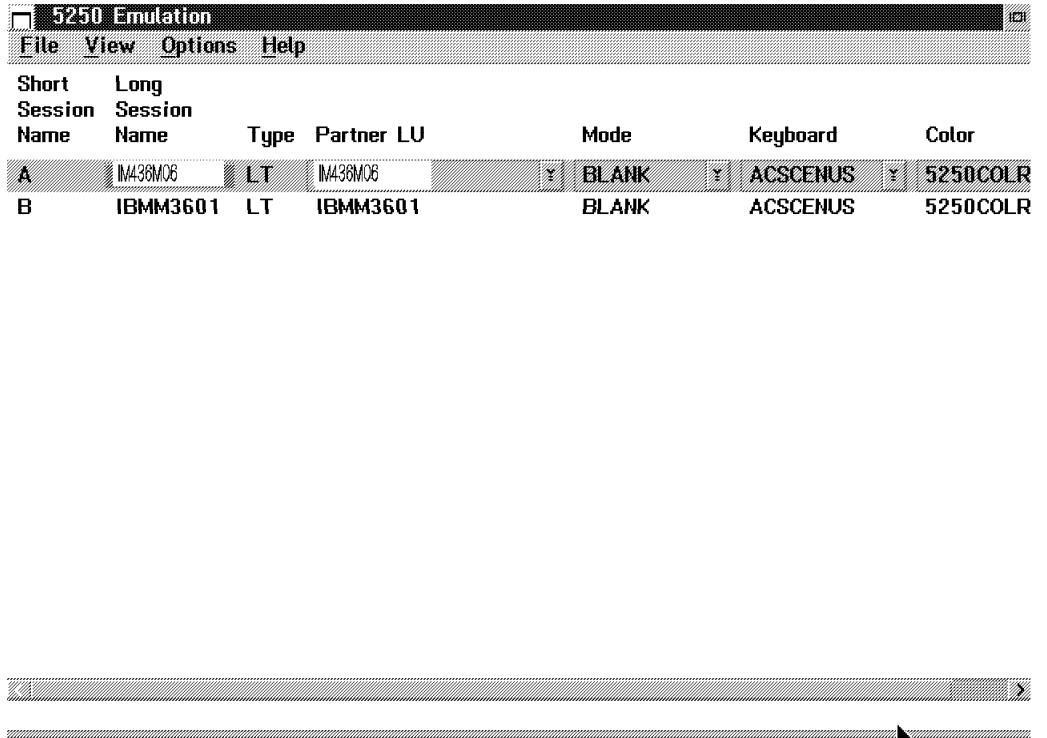 5250 Emulation
File View Options Help
Short Long
Session Session
Name Name Type Partner LU Mode Keyboard Color
A IM436M06 LT IM436M06 BLANK ACSCENUS 5250COLR
B IBMM3601 LT IBMM3601 BLANK ACSCENUS 5250COLR